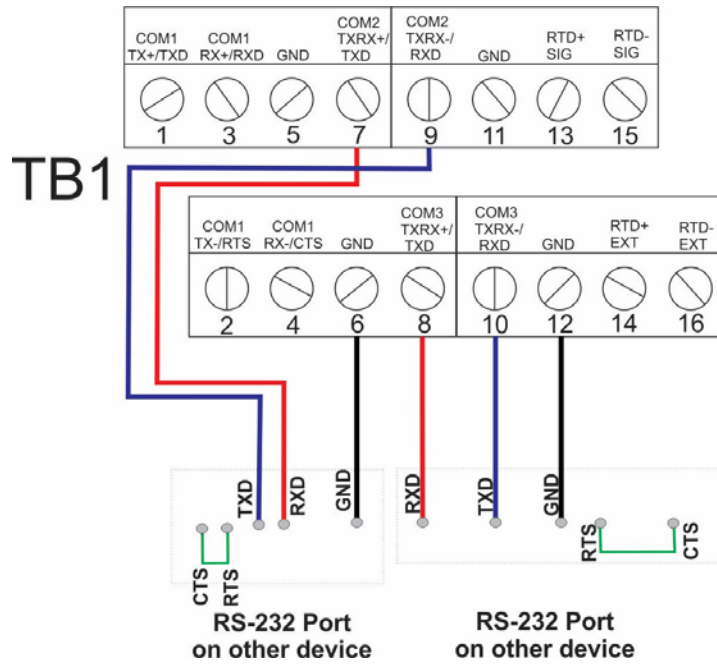 COM1 TX+/TXD
COM1 RX+/RXD
GND
COM2 TXRX+/ TXD
COM2 TXRX-/ RXD
GND
RTD+ SIG
RTD- SIG
1 3 5 7 9 11 13 15
TB1
COM1 TX-/RTS
COM1 RX-/CTS
GND
COM3 TXRX+/ TXD
COM3 TXRX-/ RXD
GND
RTD+ EXT
RTD- EXT
2 4 6 8 10 12 14 16
CTS
RTS
TXD
RXD
GND
RXD
TXD
GND
RTS
CTS
RS-232 Port
on other device
RS-232 Port
on other device